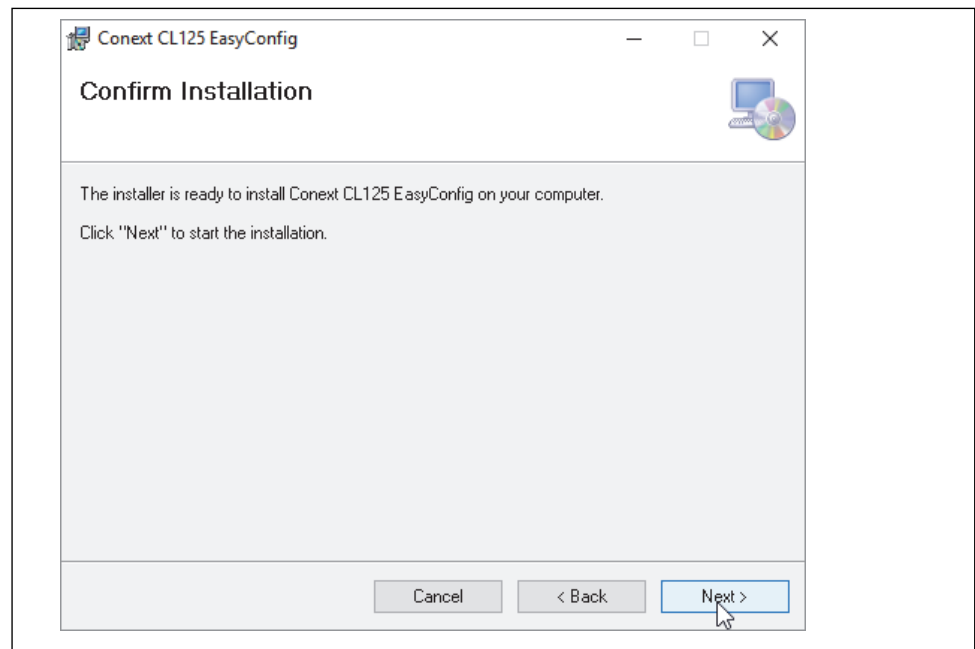 Conext CL125 EasyConfig
Confirm Installation
The installer is ready to install Conext CL125 EasyConfig on your computer.
Click "Next" to start the installation.
Cancel
< Back
Next >